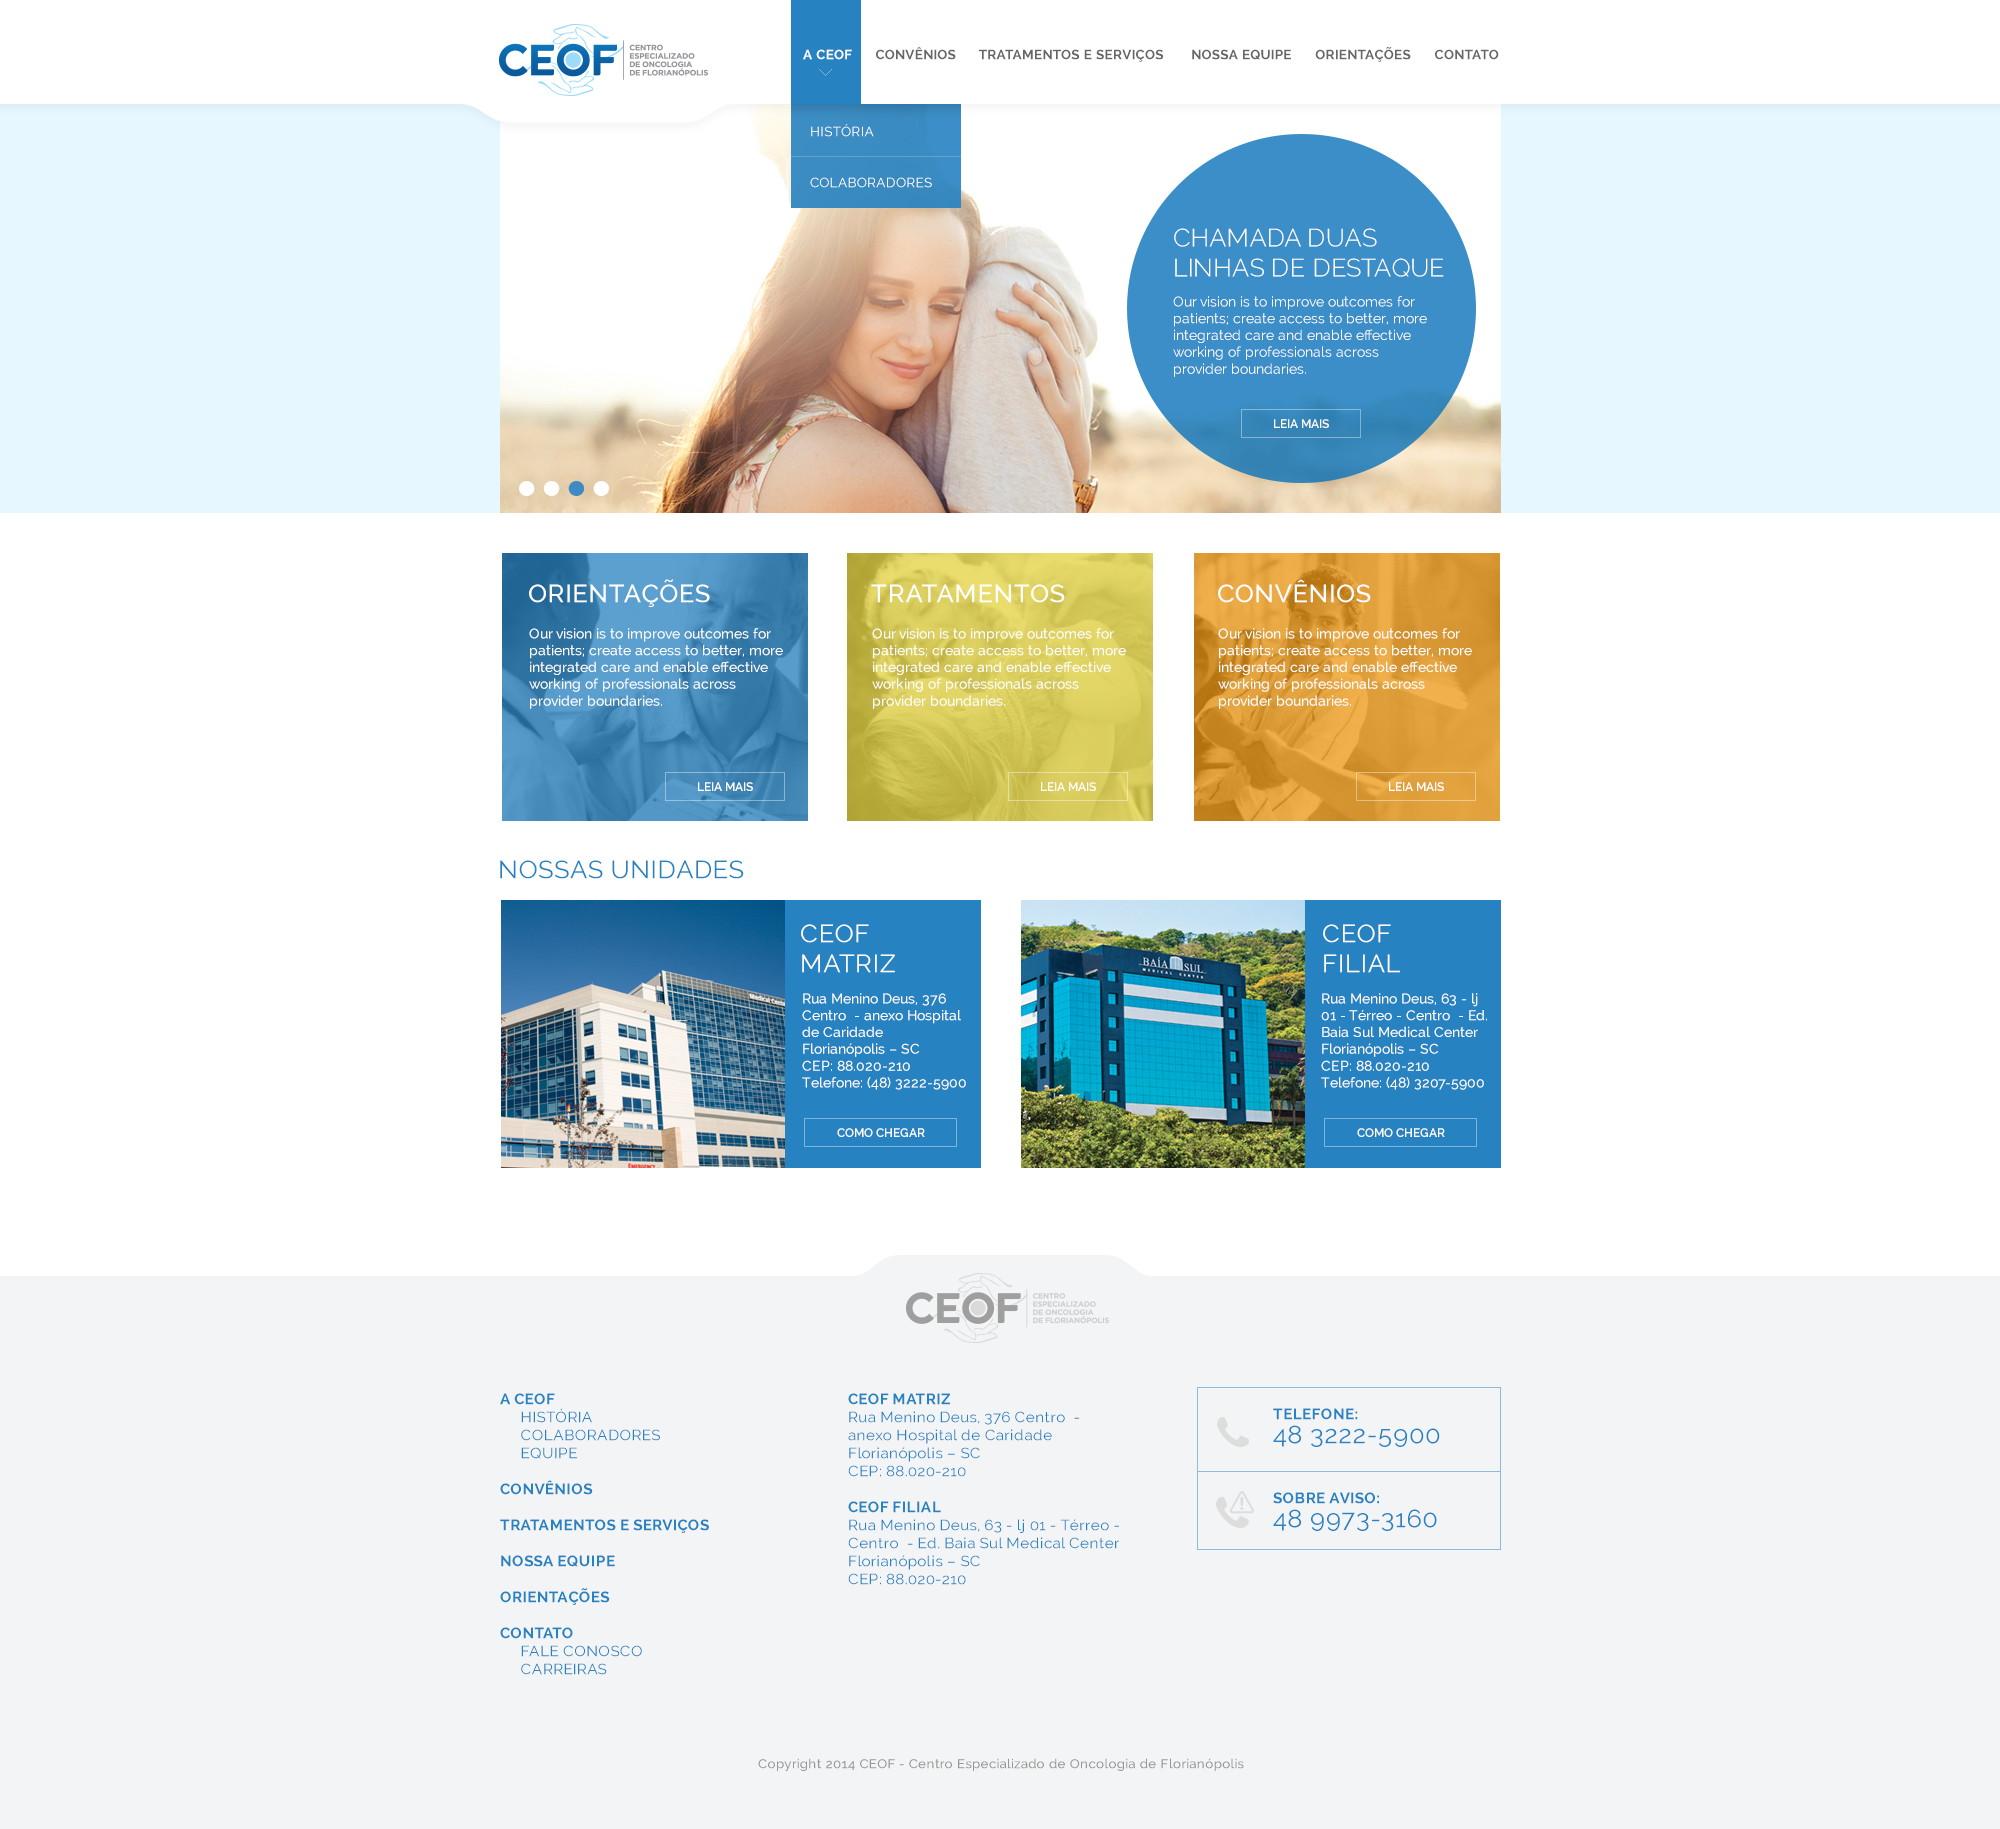 CEOF
CENTRO
ESPECIALIZADO
DE ONCOLOGIA
DE FLORIANÓPOLIS
A CEOF
CONVÊNIOS
TRATAMENTOS E SERVIÇOS
NOSSA EQUIPE
ORIENTAÇÕES
CONTATO
HISTÓRIA
COLABORADORES
CHAMADA DUAS
LINHAS DE DESTAQUE
Our vision is to improve outcomes for
patients; create access to better, more
integrated care and enable effective
working of professionals across
provider boundaries.
LEIA MAIS
ORIENTAÇÕES
Our vision is to improve outcomes for
patients; create access to better, more
integrated care and enable effective
working of professionals across
provider boundaries.
LEIA MAIS
TRATAMENTOS
Our vision is to improve outcomes for
patients; create access to better, more
integrated care and enable effective
working of professionals across
provider boundaries.
LEIA MAIS
CONVÊNIOS
Our vision is to improve outcomes for
patients; create access to better, more
integrated care and enable effective
working of professionals across
provider boundaries.
LEIA MAIS
NOSSAS UNIDADES
Medical Cent
EMERGENCY
CEOF
MATRIZ
Rua Menino Deus, 376
Centro  - anexo Hospital
de Caridade
Florianópolis – SC
CEP: 88.020-210
Telefone: (48) 3222-5900
COMO CHEGAR
BAÍA SUL
MEDICAL CENTER
CEOF
FILIAL
Rua Menino Deus, 63 - lj
01 - Térreo - Centro  - Ed.
Baia Sul Medical Center
Florianópolis – SC
CEP: 88.020-210
Telefone: (48) 3207-5900
COMO CHEGAR
CEOF
CENTRO
ESPECIALIZADO
DE ONCOLOGIA
DE FLORIANÓPOLIS
A CEOF
HISTÓRIA
COLABORADORES
EQUIPE
CONVÊNIOS
TRATAMENTOS E SERVIÇOS
NOSSA EQUIPE
ORIENTAÇÕES
CONTATO
FALE CONOSCO
CARREIRAS
CEOF MATRIZ
Rua Menino Deus, 376 Centro  -
anexo Hospital de Caridade
Florianópolis – SC
CEP: 88.020-210
CEOF FILIAL
Rua Menino Deus, 63 - lj 01 - Térreo -
Centro  - Ed. Baia Sul Medical Center
Florianópolis – SC
CEP: 88.020-210
TELEFONE:
48 3222-5900
SOBRE AVISO:
48 9973-3160
Copyright 2014 CEOF - Centro Especializado de Oncologia de Florianópolis